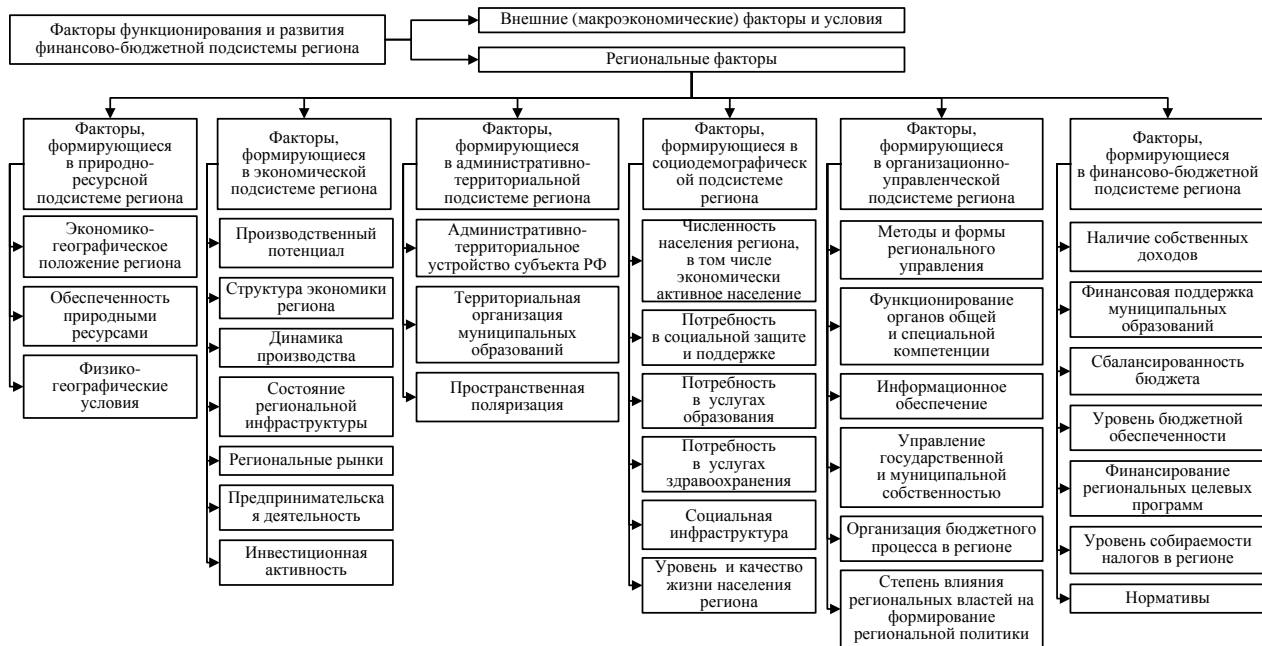 Факторы функционирования и развития
финансово-бюджетной подсистемы региона
Внешние (макроэкономические) факторы и условия
Региональные факторы
Факторы,
формирующиеся
в природно-
ресурсной
подсистеме региона
Экономико-
географическое
положение региона
Обеспеченность
природными
ресурсами
Физико-
географические
условия
Факторы,
формирующиеся
в экономической
подсистеме региона
Производственный
потенциал
Структура экономики
региона
Динамика
производства
Состояние
региональной
инфраструктуры
Региональные рынки
Предпринимательска
я деятельность
Инвестиционная
активность
Факторы,
формирующиеся
в административно-
территориальной
подсистеме региона
Административно-
территориальное
устройство субъекта РФ
Территориальная
организация
муниципальных
образований
Пространственная
поляризация
Факторы,
формирующиеся в
социодемографическ
ой подсистеме
региона
Численность
населения региона,
в том числе
экономически
активное население
Потребность
в социальной защите
и поддержке
Потребность
в услугах
образования
Потребность
в услугах
здравоохранения
Социальная
инфраструктура
Уровень и качество
жизни населения
региона
Факторы,
формирующиеся
в организационно-
управленческой
подсистеме региона
Методы и формы
регионального
управления
Функционирование
органов общей
и специальной
компетенции
Информационное
обеспечение
Управление
государственной
и муниципальной
собственностью
Организация бюджетного
процесса в регионе
Степень влияния
региональных властей на
формирование
региональной политики
Факторы,
формирующиеся
в финансово-бюджетной
подсистеме региона
Наличие собственных
доходов
Финансовая поддержка
муниципальных
образований
Сбалансированность
бюджета
Уровень бюджетной
обеспеченности
Финансирование
региональных целевых
программ
Уровень собираемости
налогов в регионе
Нормативы